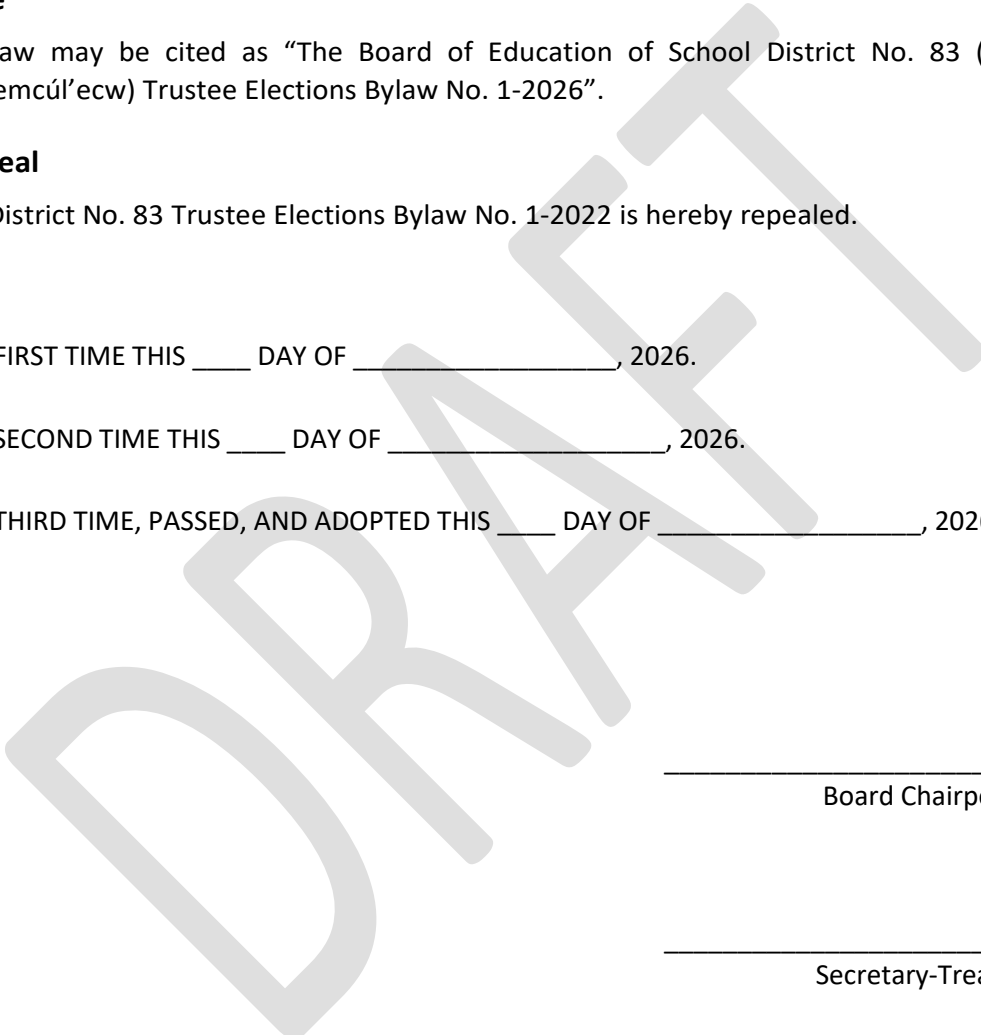 e
aw may be cited as “The Board of Education of School District No. 83 (
emcúl’ecw) Trustee Elections Bylaw No. 1-2026”.
eal
District No. 83 Trustee Elections Bylaw No. 1-2022 is hereby repealed.
FIRST TIME THIS ____ DAY OF __________________, 2026.
SECOND TIME THIS ____ DAY OF ___________________, 2026.
THIRD TIME, PASSED, AND ADOPTED THIS ____ DAY OF __________________, 202
Board Chairp
Secretary-Trea
DRAFT